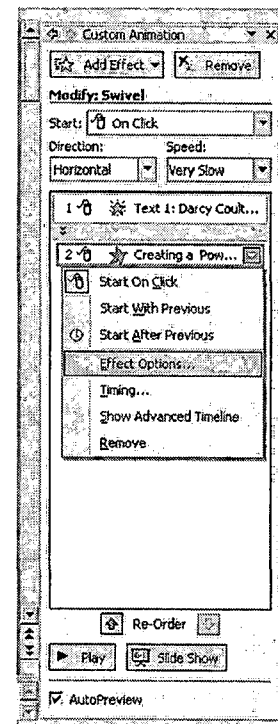 Custom Animation
Add Effect Remove
Modify: Swivel
Start: On Click
Direction: Speed:
Horizontal Very Slow
1 Text 1: Darcy Coult...
2 Creating a Pow...
Start On Click
Start With Previous
Start After Previous
Effect Options...
Timing...
Show Advanced Timeline
Remove
Re-Order
Play Slide Show
AutoPreview